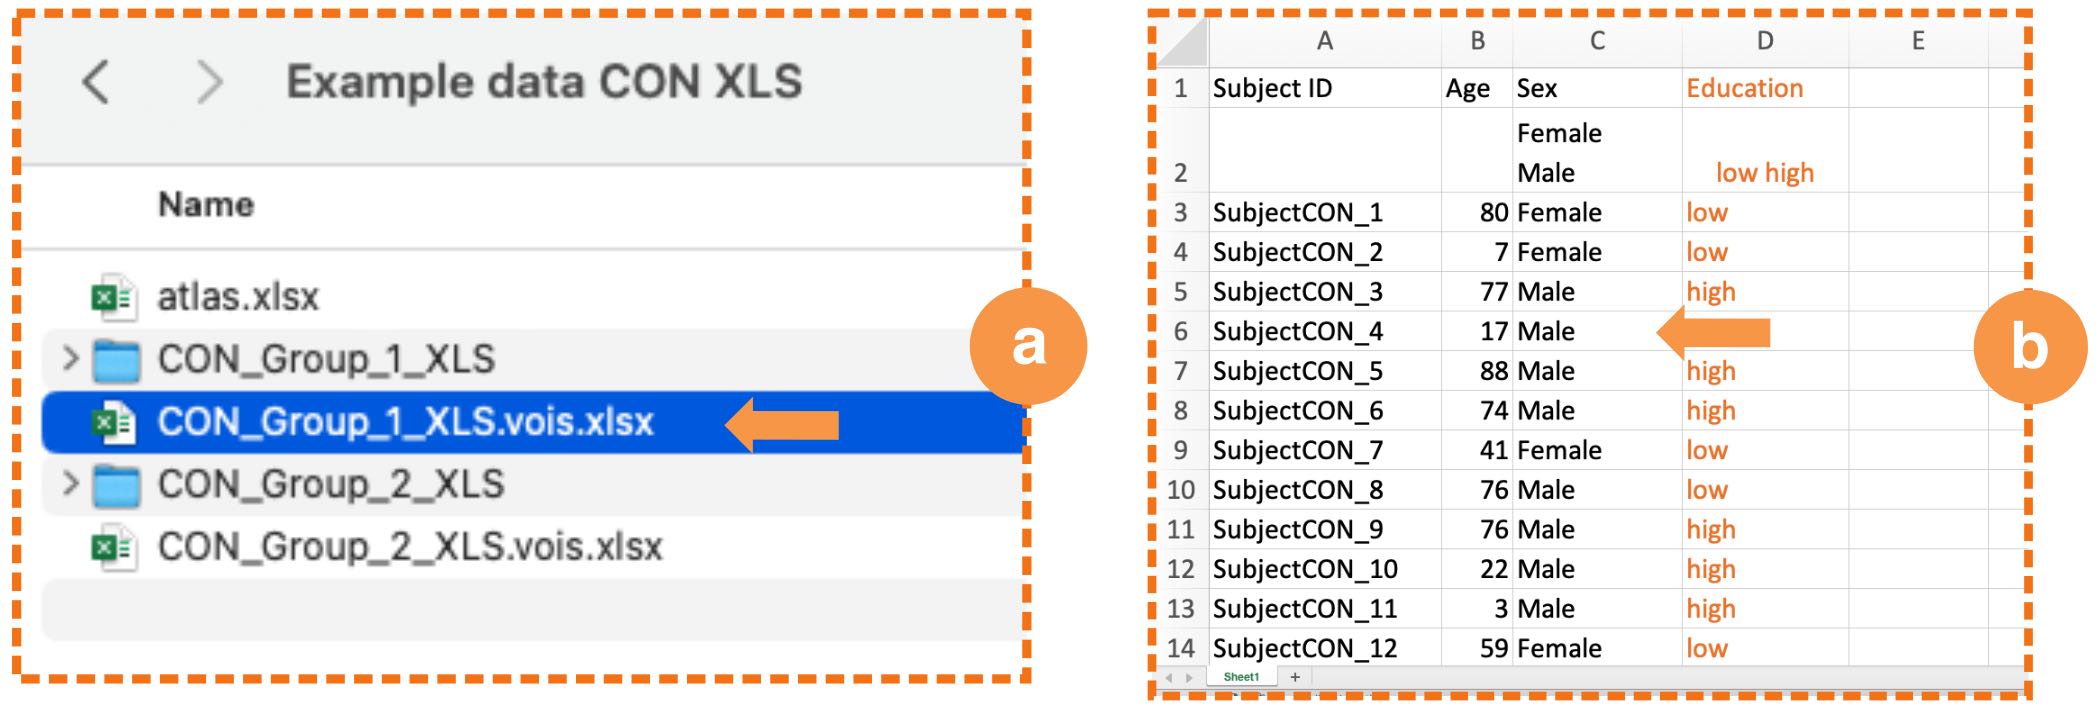 Example data CON XLS
Name
atlas.xlsx
CON_Group_1_XLS
CON_Group_1_XLS.vois.xlsx
CON_Group_2_XLS
CON_Group_2_XLS.vois.xlsx
a
A B C D E
1 Subject ID Age Sex Education
Female
2 Male low high
3 SubjectCON_1 80 Female low
4 SubjectCON_2 7 Female low
5 SubjectCON_3 77 Male high
6 SubjectCON_4 17 Male
7 SubjectCON_5 88 Male high
8 SubjectCON_6 74 Male high
9 SubjectCON_7 41 Female low
10 SubjectCON_8 76 Male low
11 SubjectCON_9 76 Male high
12 SubjectCON_10 22 Male high
13 SubjectCON_11 3 Male high
14 SubjectCON_12 59 Female low
Sheet1 +
b